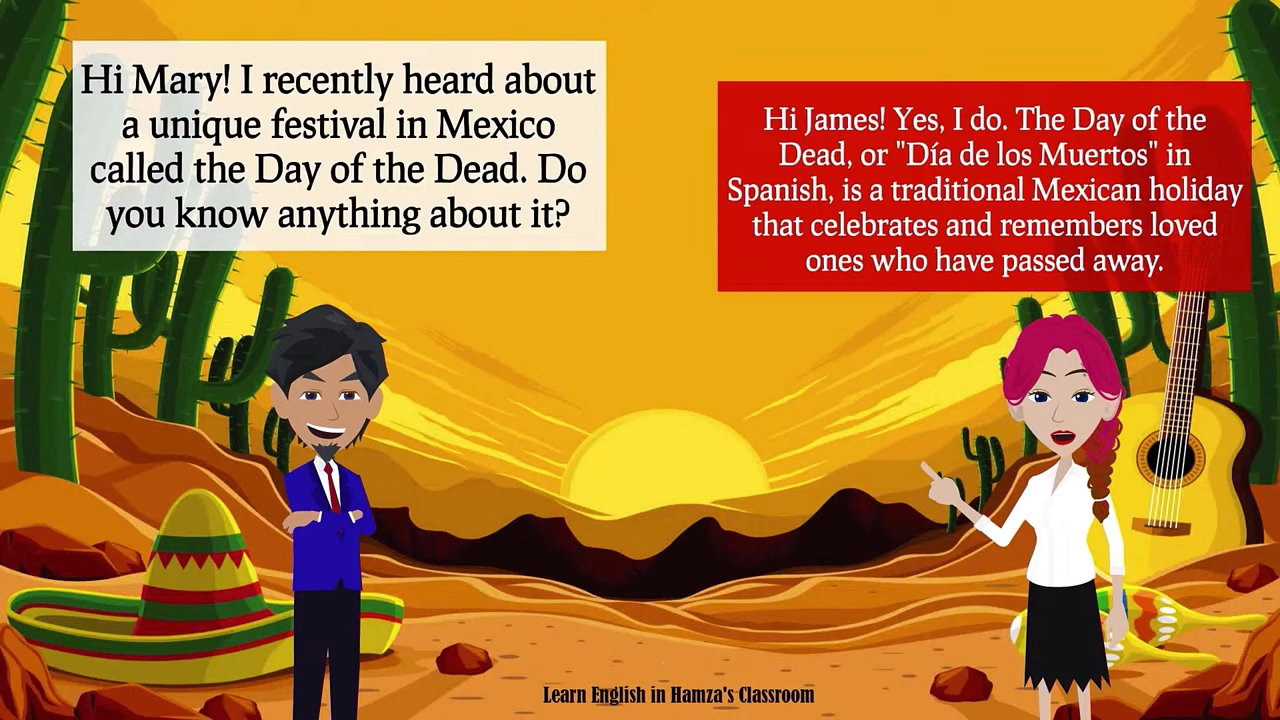 Hi Mary! I recently heard about
a unique festival in Mexico
called the Day of the Dead. Do
you know anything about it?
Hi James! Yes, I do. The Day of the
Dead, or "Día de los Muertos" in
Spanish, is a traditional Mexican holiday
that celebrates and remembers loved
ones who have passed away.
Learn English in Hamza's Classroom